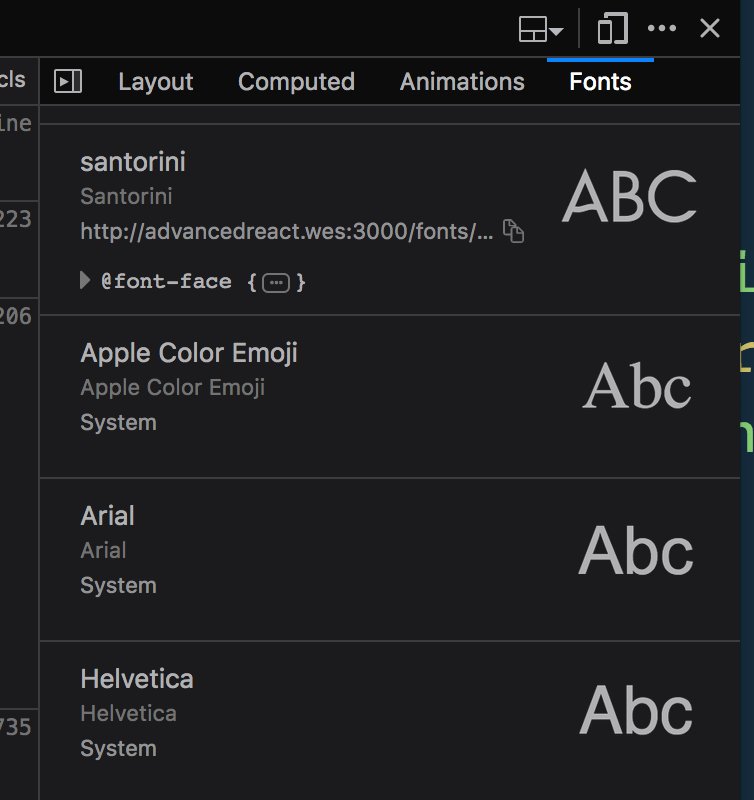 cls
Layout
Computed
Animations
Fonts
ine
santorini
Santorini
http://advancedreact.wes:3000/fonts/...
@font-face {...}
ABC
223
206
Apple Color Emoji
Apple Color Emoji
System
Abc
Arial
Arial
System
Abc
Helvetica
Helvetica
System
Abc
735